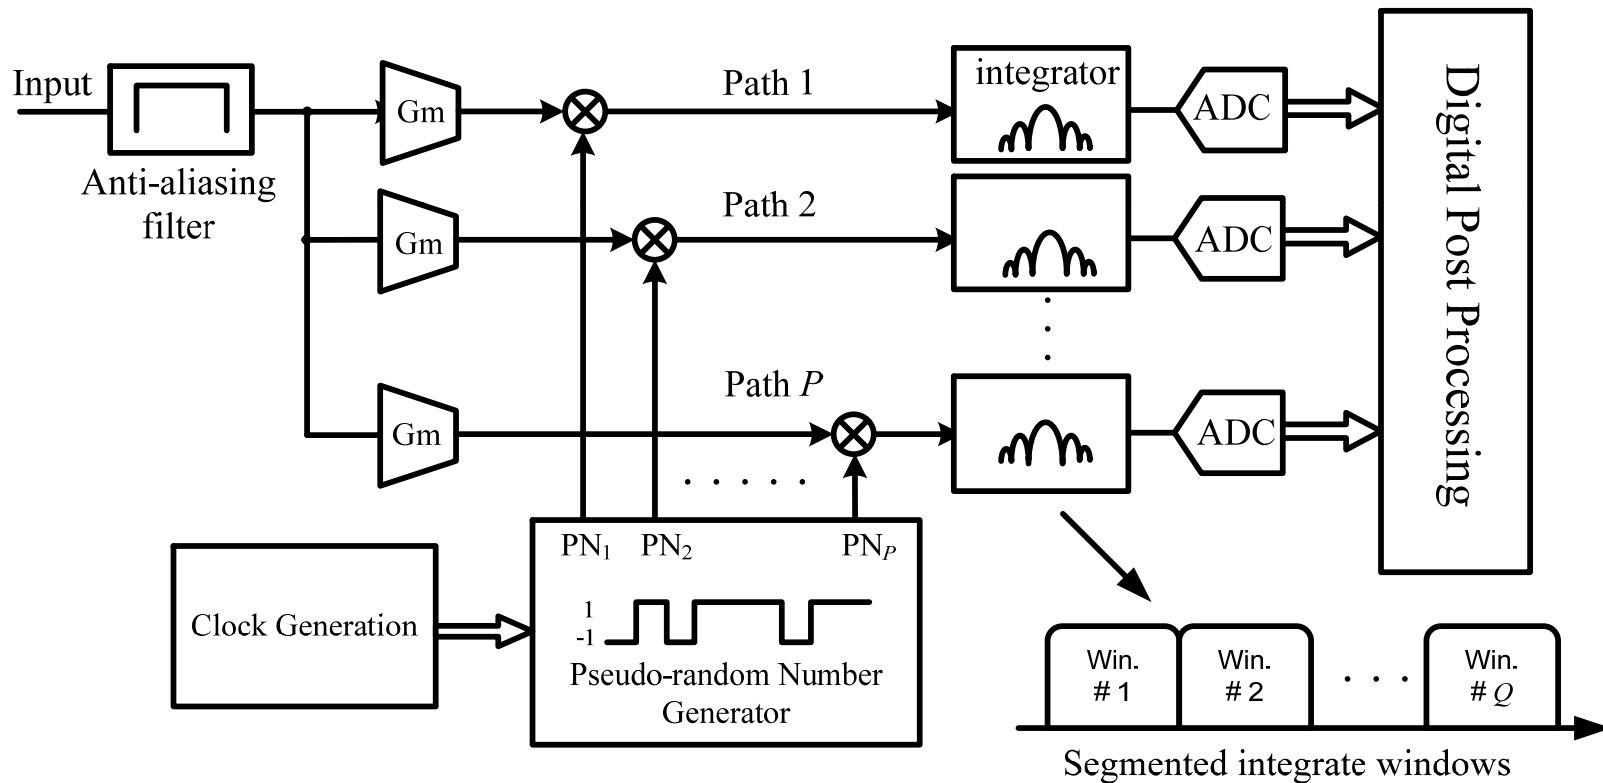 Input
Anti-aliasing
filter
Gm
Path 1
integrator
ADC
Gm
Path 2
ADC
Gm
Path P
ADC
Digital Post Processing
Clock Generation
PN1 PN2 PNP
1
-1
Pseudo-random Number
Generator
Win.
# 1
Win.
# 2
Win.
# Q
Segmented integrate windows